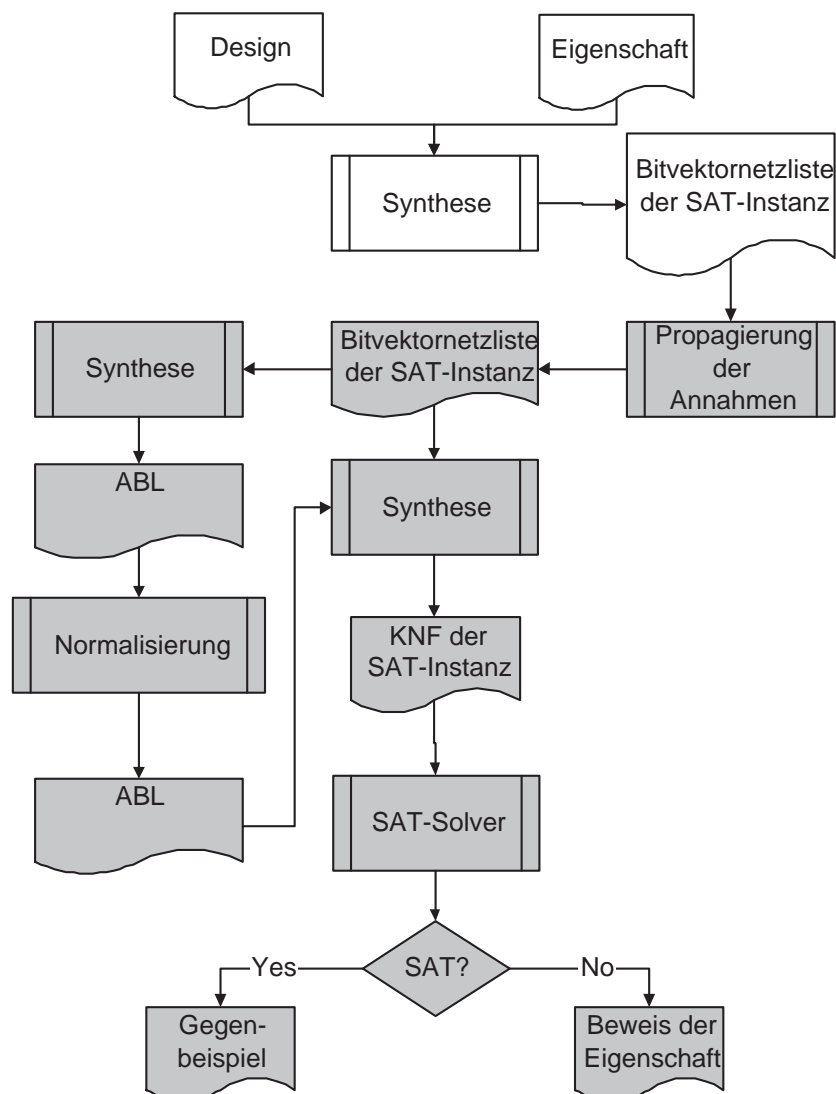 Design
Eigenschaft
Synthese
Bitvektornetzliste
der SAT-Instanz
Synthese
Bitvektornetzliste
der SAT-Instanz
Propagierung
der
Annahmen
ABL
Synthese
Normalisierung
KNF der
SAT-Instanz
ABL
SAT-Solver
Yes
SAT?
No
Gegen-
beispiel
Beweis der
Eigenschaft